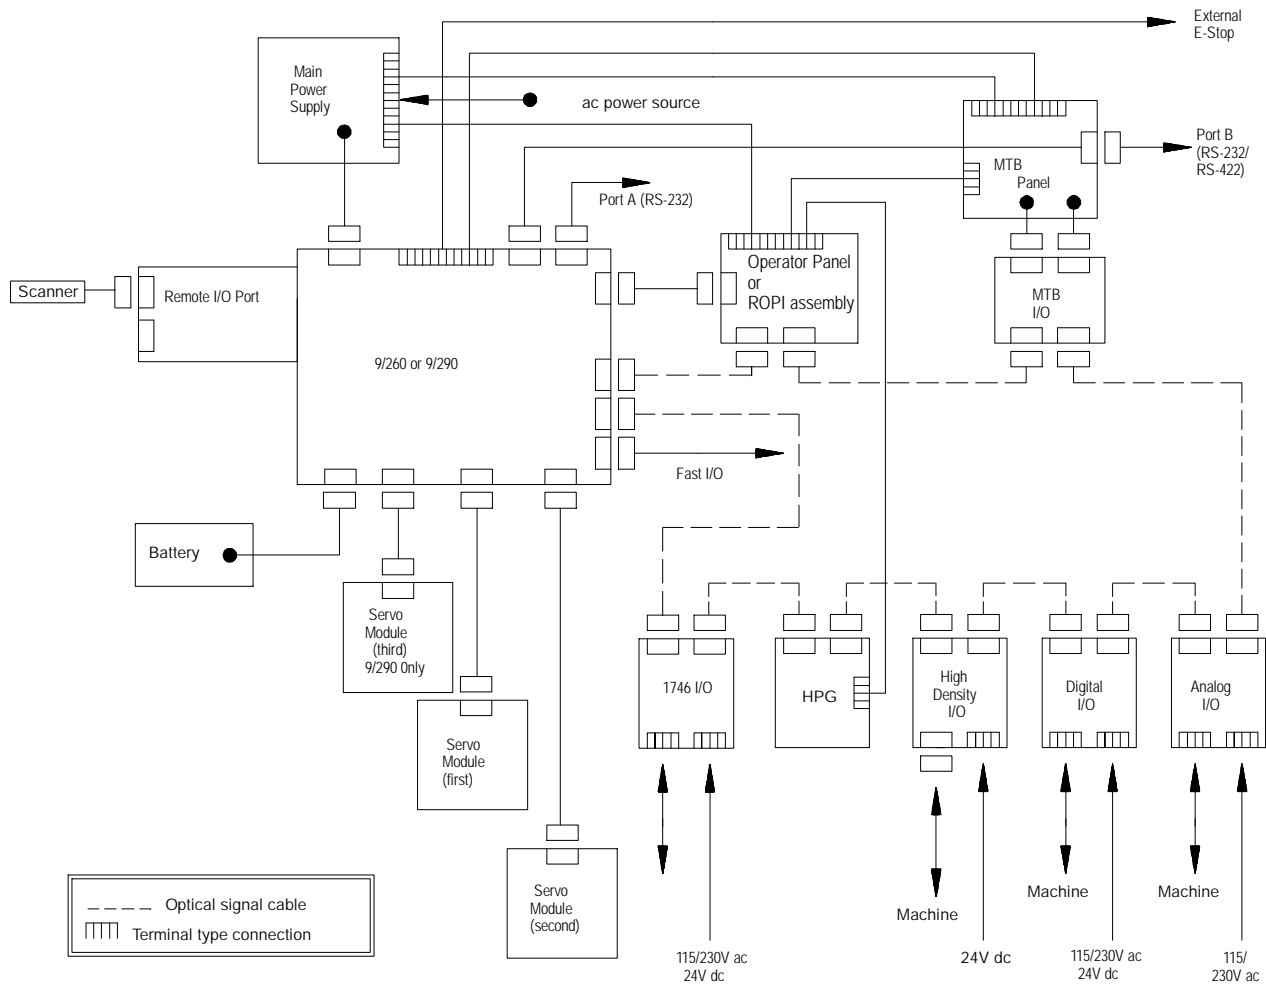 External
E-Stop
Main
Power
Supply
ac power source
Port B
(RS-232/
RS-422)
MTB
Panel
Port A (RS-232)
Scanner
Remote I/O Port
Operator Panel
or
ROPI assembly
MTB
I/O
9/260 or 9/290
Fast I/O
Battery
Servo
Module
(third)
9/290 Only
1746 I/O
HPG
High
Density
I/O
Digital
I/O
Analog
I/O
Servo
Module
(first)
Servo
Module
(second)
Machine
Machine
Machine
Optical signal cable
Terminal type connection
115/230V ac
24V dc
24V dc
115/230V ac
24V dc
115/
230V ac